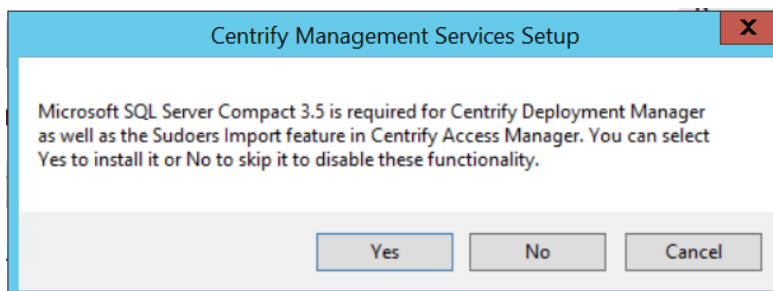 Centrify Management Services Setup
X
Microsoft SQL Server Compact 3.5 is required for Centrify Deployment Manager
as well as the Sudoers Import feature in Centrify Access Manager. You can select
Yes to install it or No to skip it to disable these functionality.
Yes No Cancel